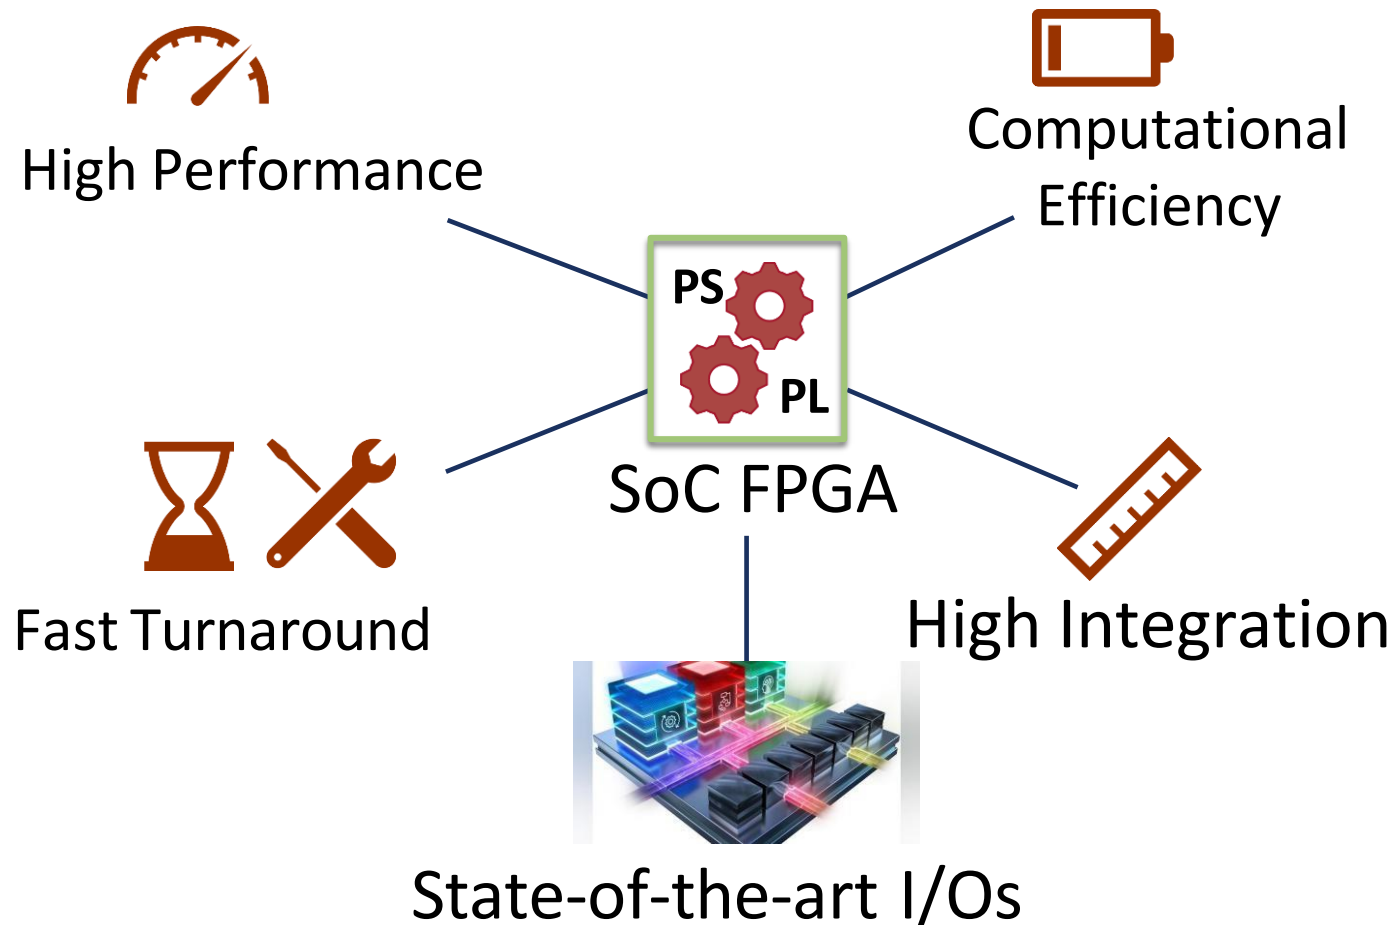 High Performance
Computational
Efficiency
PS
PL
SoC FPGA
Fast Turnaround
High Integration
State-of-the-art I/Os